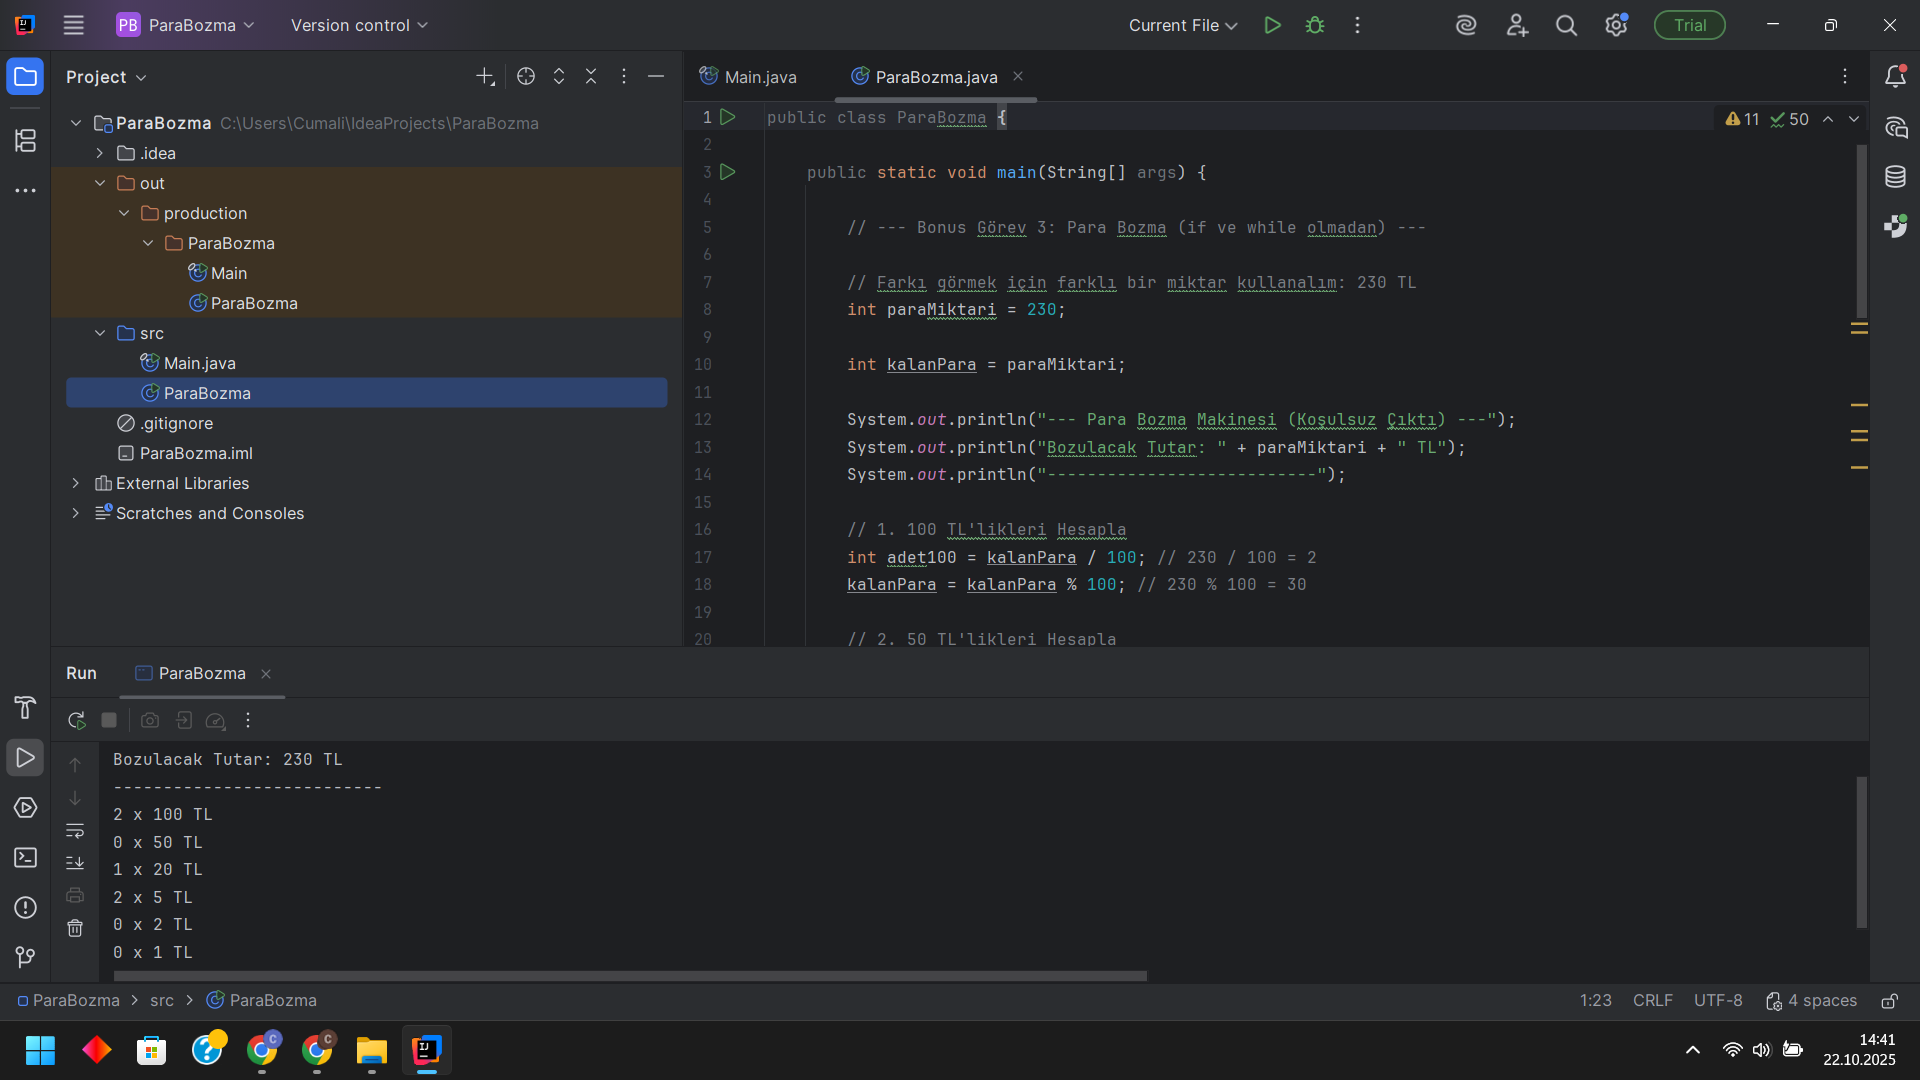 PB ParaBozma
Version control
Current File
Trial
Project
ParaBozma C:\Users\Cumali\IdeaProjects\ParaBozma
.idea
out
production
ParaBozma
Main
ParaBozma
src
Main.java
ParaBozma
.gitignore
ParaBozma.iml
External Libraries
Scratches and Consoles
Main.java
ParaBozma.java
11 50
1 public class ParaBozma {
2
3 public static void main(String[] args) {
4
5 // --- Bonus Görev 3: Para Bozma (if ve while olmadan) ---
6
7 // Farkı görmek için farklı bir miktar kullanalım: 230 TL
8 int paraMiktari = 230;
9
10 int kalanPara = paraMiktari;
11
12 System.out.println("--- Para Bozma Makinesi (Koşulsuz Çıktı) ---");
13 System.out.println("Bozulacak Tutar: " + paraMiktari + " TL");
14 System.out.println("---------------------------");
15
16 // 1. 100 TL'likleri Hesapla
17 int adet100 = kalanPara / 100; // 230 / 100 = 2
18 kalanPara = kalanPara % 100; // 230 % 100 = 30
19
20 // 2. 50 TL'likleri Hesapla
Run
ParaBozma
Bozulacak Tutar: 230 TL
---------------------------
2 x 100 TL
0 x 50 TL
1 x 20 TL
2 x 5 TL
0 x 2 TL
0 x 1 TL
ParaBozma > src > ParaBozma
1:23 CRLF UTF-8 4 spaces
14:41
22.10.2025